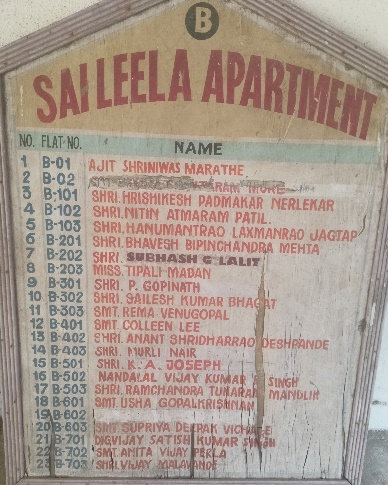 B
SAI LEELA APARTMENT
NO. FLAT-NO. NAME
1 B-01 AJIT SHRINIWAS MARATHE
2 B-02 MORE
3 B-101 SHRI. HRISHIKESH PADMAKAR NERLEKAR
4 B-102 SHRI. NITIN ATMARAM PATIL
5 B-103 SHRI. HANUMANTRAO LAXMANRAO JAGTAP
6 B-201 SHRI. BHAVESH BIPINCHANDRA MEHTA
7 B-202 SHRI. SUBHASH G LALIT
8 B-203 MISS. TIPALI MADAN
9 B-301 SHRI. P. GOPINATH
10 B-302 SHRI. SAILESH KUMAR BHAGAT
11 B-303 SMT. REMA VENUGOPAL
12 B-401 SMT. COLLEEN LEE
13 B-402 SHRI. ANANT SHRIDHARRAO DESHPANDE
14 B-403 SHRI. MURLI NAIR
15 B-501 SHRI. K. A. JOSEPH
16 B-502 NANDALAL VIJAY KUMAR SINGH
17 B-503 SHRI. RAMCHANDRA TUKARAM MANDLIK
18 B-601 SMT. USHA GOPALKRISHNAN
19 B-602
20 B-603 SMT. SUPRIYA DEEPAK
21 B-701 DIGVIJAY SATISH KUMAR SINGH
22 B-702 SMT. ANITA VIJAY PERLA
23 B-703 SHRI. VIJAY MALAVANDE